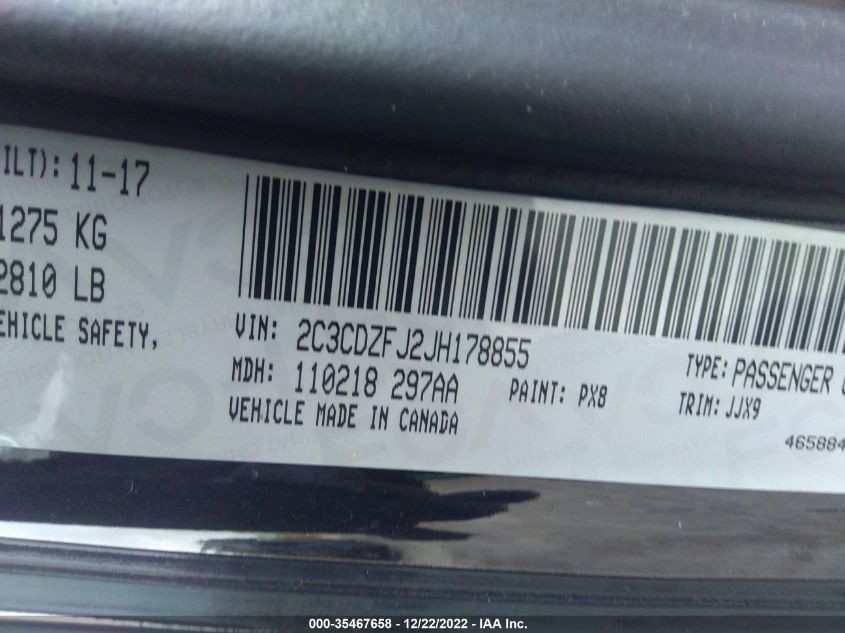 ILT): 11-17
1275 KG
2810 LB
EHICLE SAFETY,
VIN: 2C3CDZFJ2JH178855
MDH: 110218 297AA
PAINT: PX8
VEHICLE MADE IN CANADA
TYPE: PASSENGER
TRIM: JJX9
465884
000-35467658 - 12/22/2022 - IAA Inc.